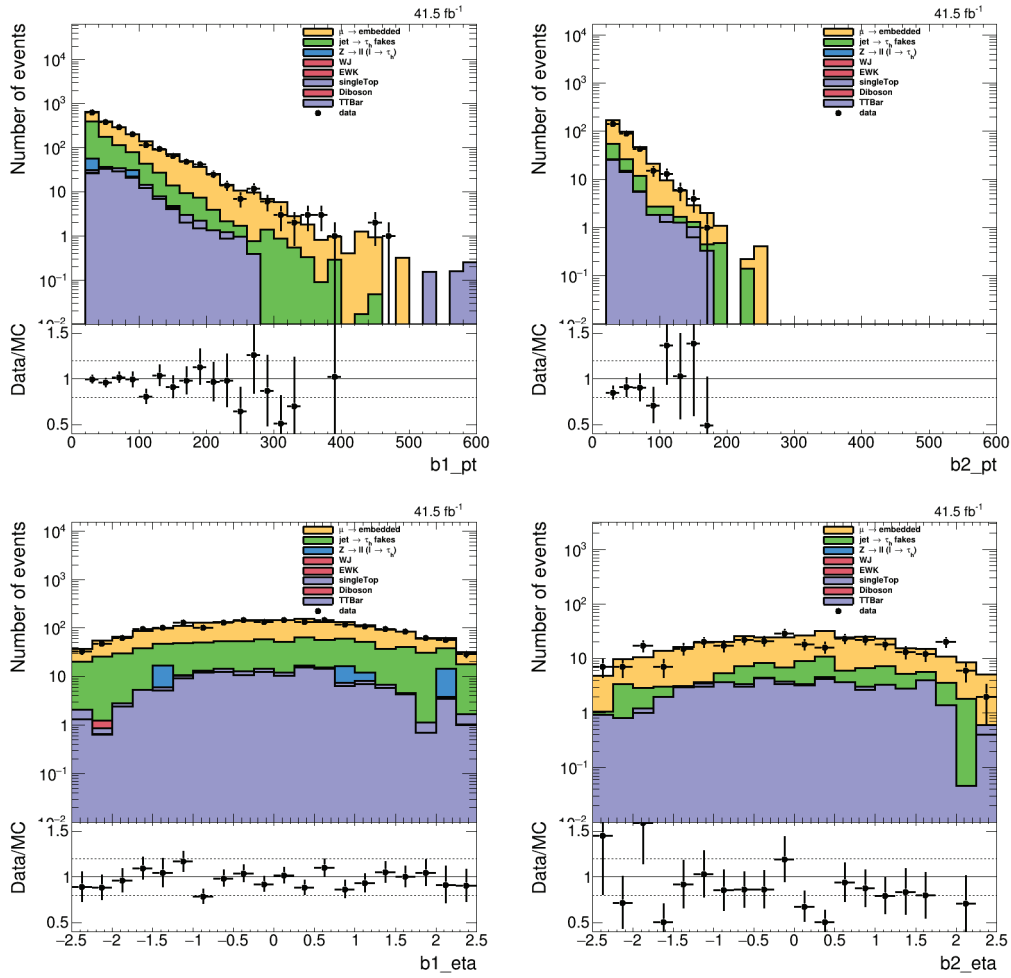 41.5 fb⁻¹
Number of events
10⁴
10³
10²
10
1
10⁻¹
10⁻²
μ → embedded
jet → τh fakes
Z → ll (l → τh)
WJ
EWK
singleTop
Diboson
TTBar
data
Data/MC
1.5
1
0.5
0 100 200 300 400 500 600
b1_pt
41.5 fb⁻¹
Number of events
10⁴
10³
10²
10
1
10⁻¹
10⁻²
μ → embedded
jet → τh fakes
Z → ll (l → τh)
WJ
EWK
singleTop
Diboson
TTBar
data
Data/MC
1.5
1
0.5
0 100 200 300 400 500 600
b2_pt
41.5 fb⁻¹
Number of events
10⁴
10³
10²
10
1
10⁻¹
10⁻²
μ → embedded
jet → τh fakes
Z → ll (l → τh)
WJ
EWK
singleTop
Diboson
TTBar
data
Data/MC
1.5
1
0.5
−2.5 −2 −1.5 −1 −0.5 0 0.5 1 1.5 2 2.5
b1_eta
41.5 fb⁻¹
Number of events
10³
10²
10
1
10⁻¹
10⁻²
μ → embedded
jet → τh fakes
Z → ll (l → τh)
WJ
EWK
singleTop
Diboson
TTBar
data
Data/MC
1.5
1
0.5
−2.5 −2 −1.5 −1 −0.5 0 0.5 1 1.5 2 2.5
b2_eta